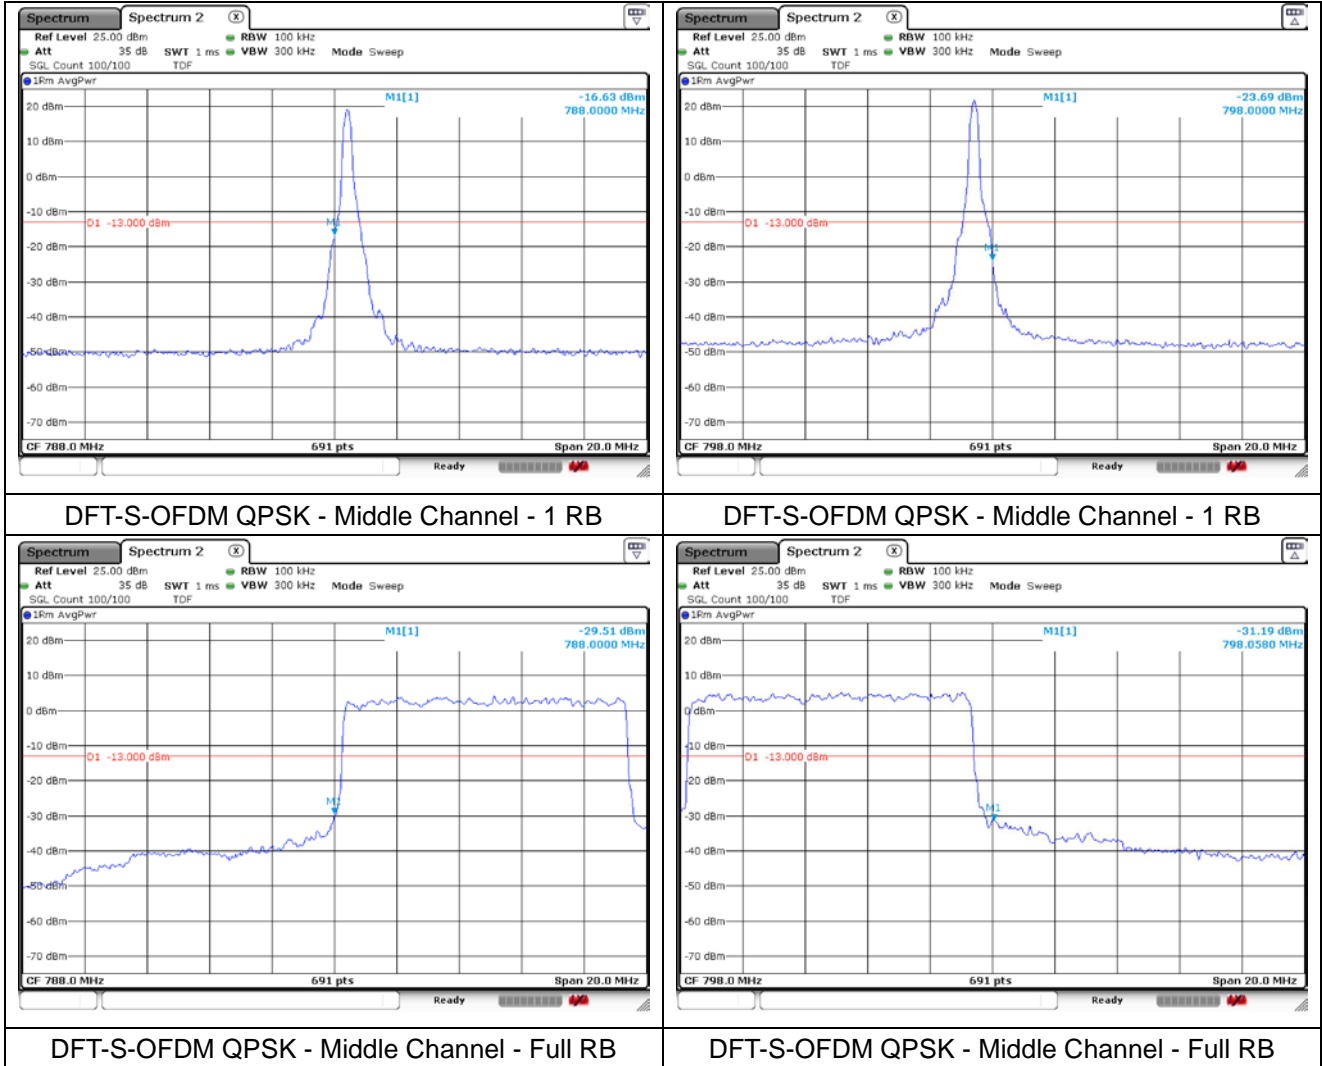 Spectrum Spectrum 2 X
Ref Level 25.00 dBm RBW 100 kHz
Att 35 dB SWT 1 ms VBW 300 kHz Mode Sweep
SGL Count 100/100 TDF
1Rm AvgPwr
M1[1] -16.63 dBm
788.0000 MHz
20 dBm
10 dBm
0 dBm
-10 dBm
D1 -13.000 dBm
M1
-20 dBm
-30 dBm
-40 dBm
-50 dBm
-60 dBm
-70 dBm
CF 788.0 MHz 691 pts Span 20.0 MHz
Ready
DFT-S-OFDM QPSK - Middle Channel - 1 RB
Spectrum Spectrum 2 X
Ref Level 25.00 dBm RBW 100 kHz
Att 35 dB SWT 1 ms VBW 300 kHz Mode Sweep
SGL Count 100/100 TDF
1Rm AvgPwr
M1[1] -23.69 dBm
798.0000 MHz
20 dBm
10 dBm
0 dBm
-10 dBm
D1 -13.000 dBm
-20 dBm
M1
-30 dBm
-40 dBm
-50 dBm
-60 dBm
-70 dBm
CF 798.0 MHz 691 pts Span 20.0 MHz
Ready
DFT-S-OFDM QPSK - Middle Channel - 1 RB
Spectrum Spectrum 2 X
Ref Level 25.00 dBm RBW 100 kHz
Att 35 dB SWT 1 ms VBW 300 kHz Mode Sweep
SGL Count 100/100 TDF
1Rm AvgPwr
M1[1] -29.51 dBm
788.0000 MHz
20 dBm
10 dBm
0 dBm
-10 dBm
D1 -13.000 dBm
-20 dBm
M1
-30 dBm
-40 dBm
-50 dBm
-60 dBm
-70 dBm
CF 788.0 MHz 691 pts Span 20.0 MHz
Ready
DFT-S-OFDM QPSK - Middle Channel - Full RB
Spectrum Spectrum 2 X
Ref Level 25.00 dBm RBW 100 kHz
Att 35 dB SWT 1 ms VBW 300 kHz Mode Sweep
SGL Count 100/100 TDF
1Rm AvgPwr
M1[1] -31.19 dBm
798.0580 MHz
20 dBm
10 dBm
0 dBm
-10 dBm
D1 -13.000 dBm
-20 dBm
M1
-30 dBm
-40 dBm
-50 dBm
-60 dBm
-70 dBm
CF 798.0 MHz 691 pts Span 20.0 MHz
Ready
DFT-S-OFDM QPSK - Middle Channel - Full RB